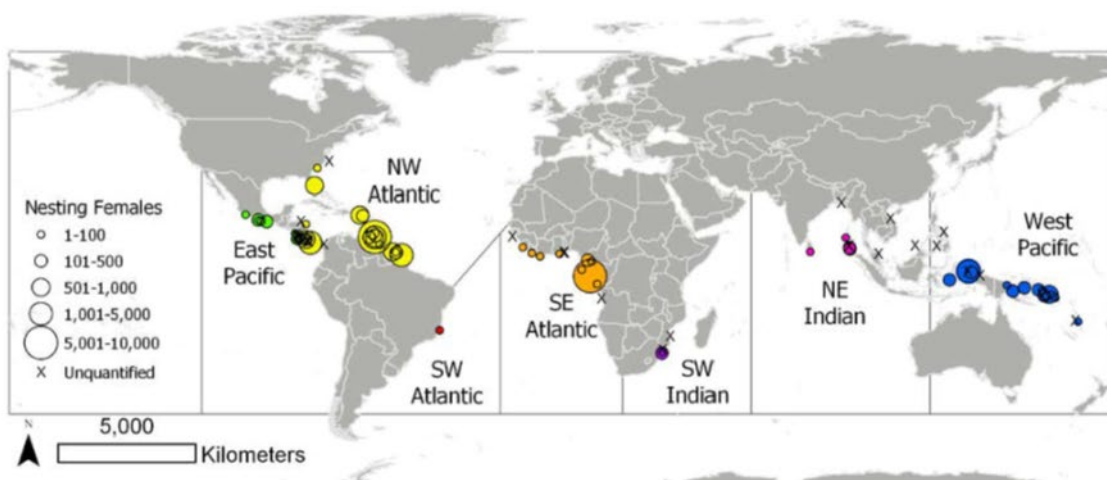 NW
Atlantic
Nesting Females
1-100
101-500
501-1,000
1,001-5,000
5,001-10,000
X Unquantified
East
Pacific
SW
Atlantic
SE
Atlantic
SW
Indian
NE
Indian
West
Pacific
N
5,000
Kilometers